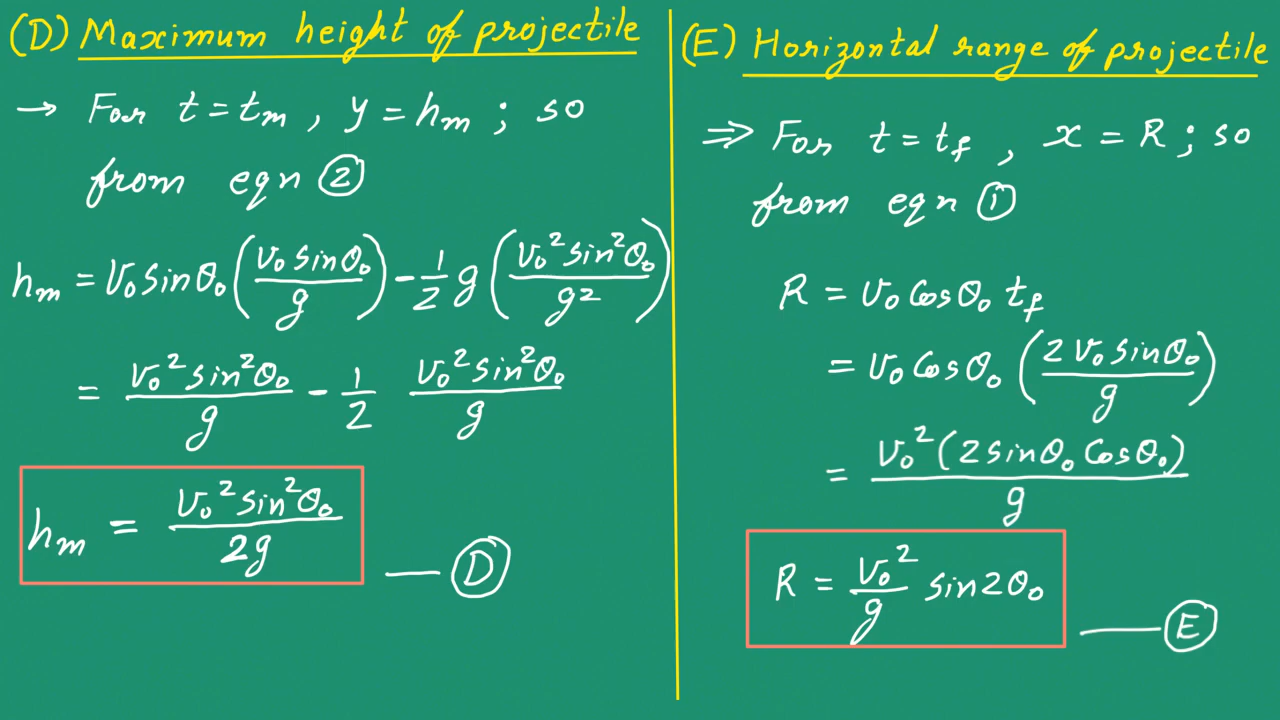 (D) Maximum height of projectile
→ For t = tₘ , y = hₘ ; so
from eqn ②
hₘ = v₀ sinθ₀ (v₀ sinθ₀ / g) − 1/2 g (v₀² sin²θ₀ / g²)
= v₀² sin²θ₀ / g − 1/2 v₀² sin²θ₀ / g
hₘ = v₀² sin²θ₀ / 2g — Ⓓ
(E) Horizontal range of projectile
⇒ For t = t_f , x = R ; so
from eqn ①
R = v₀ Cosθ₀ t_f
= v₀ Cosθ₀ (2 v₀ sinθ₀ / g)
= v₀² (2 sinθ₀ Cosθ₀) / g
R = v₀² / g sin2θ₀ — Ⓔ